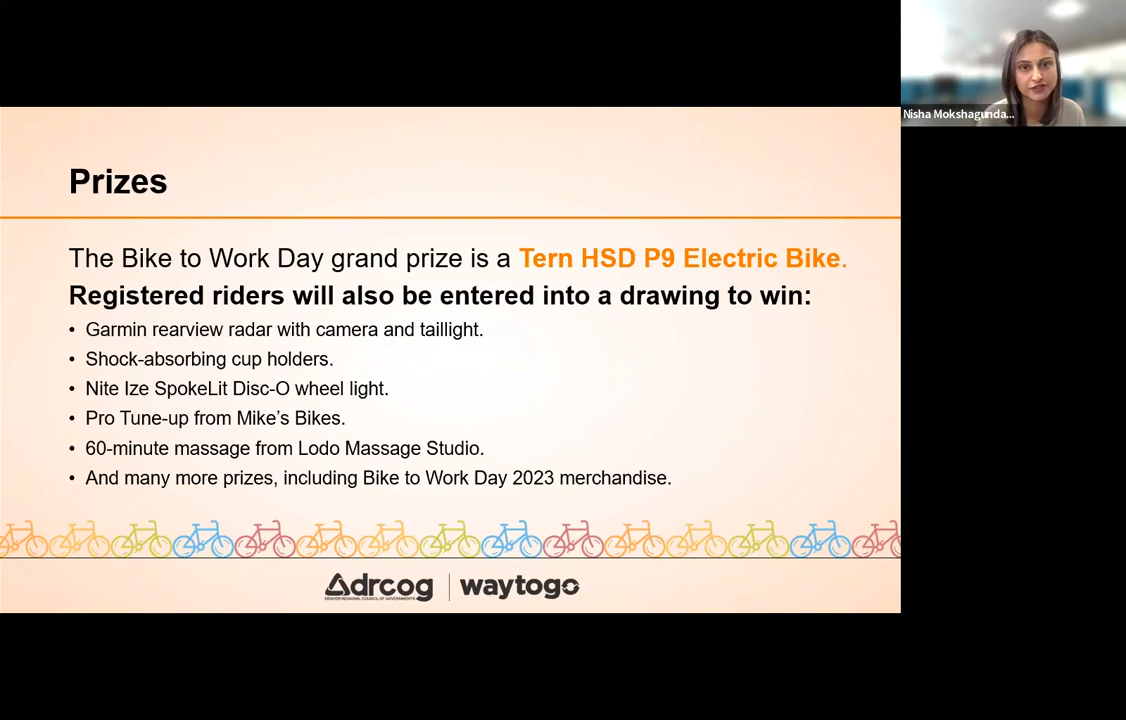 Nisha Mokshagunda...
Prizes
The Bike to Work Day grand prize is a Tern HSD P9 Electric Bike.
Registered riders will also be entered into a drawing to win:
• Garmin rearview radar with camera and taillight.
• Shock-absorbing cup holders.
• Nite Ize SpokeLit Disc-O wheel light.
• Pro Tune-up from Mike’s Bikes.
• 60-minute massage from Lodo Massage Studio.
• And many more prizes, including Bike to Work Day 2023 merchandise.
drcog | waytogo
DENVER REGIONAL COUNCIL OF GOVERNMENTS